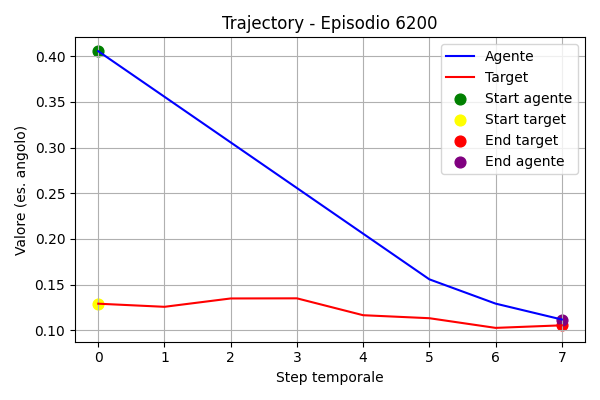 Trajectory - Episodio 6200
Valore (es. angolo)
0.40
0.35
0.30
0.25
0.20
0.15
0.10
Agente
Target
Start agente
Start target
End target
End agente
0 1 2 3 4 5 6 7
Step temporale